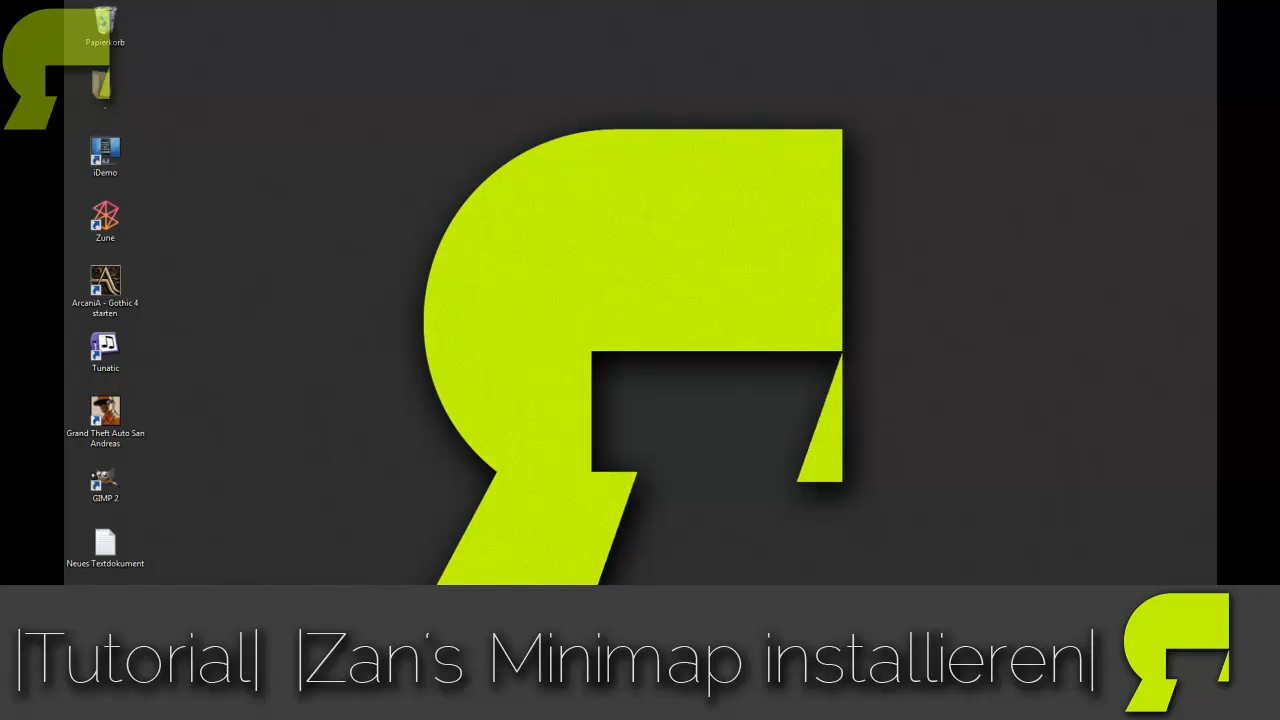 Papierkorb
iDemo
Zune
ArcaniA - Gothic 4
starten
Tunatic
Grand Theft Auto San
Andreas
GIMP 2
Neues Textdokument
|Tutorial| |Zan's Minimap installieren|